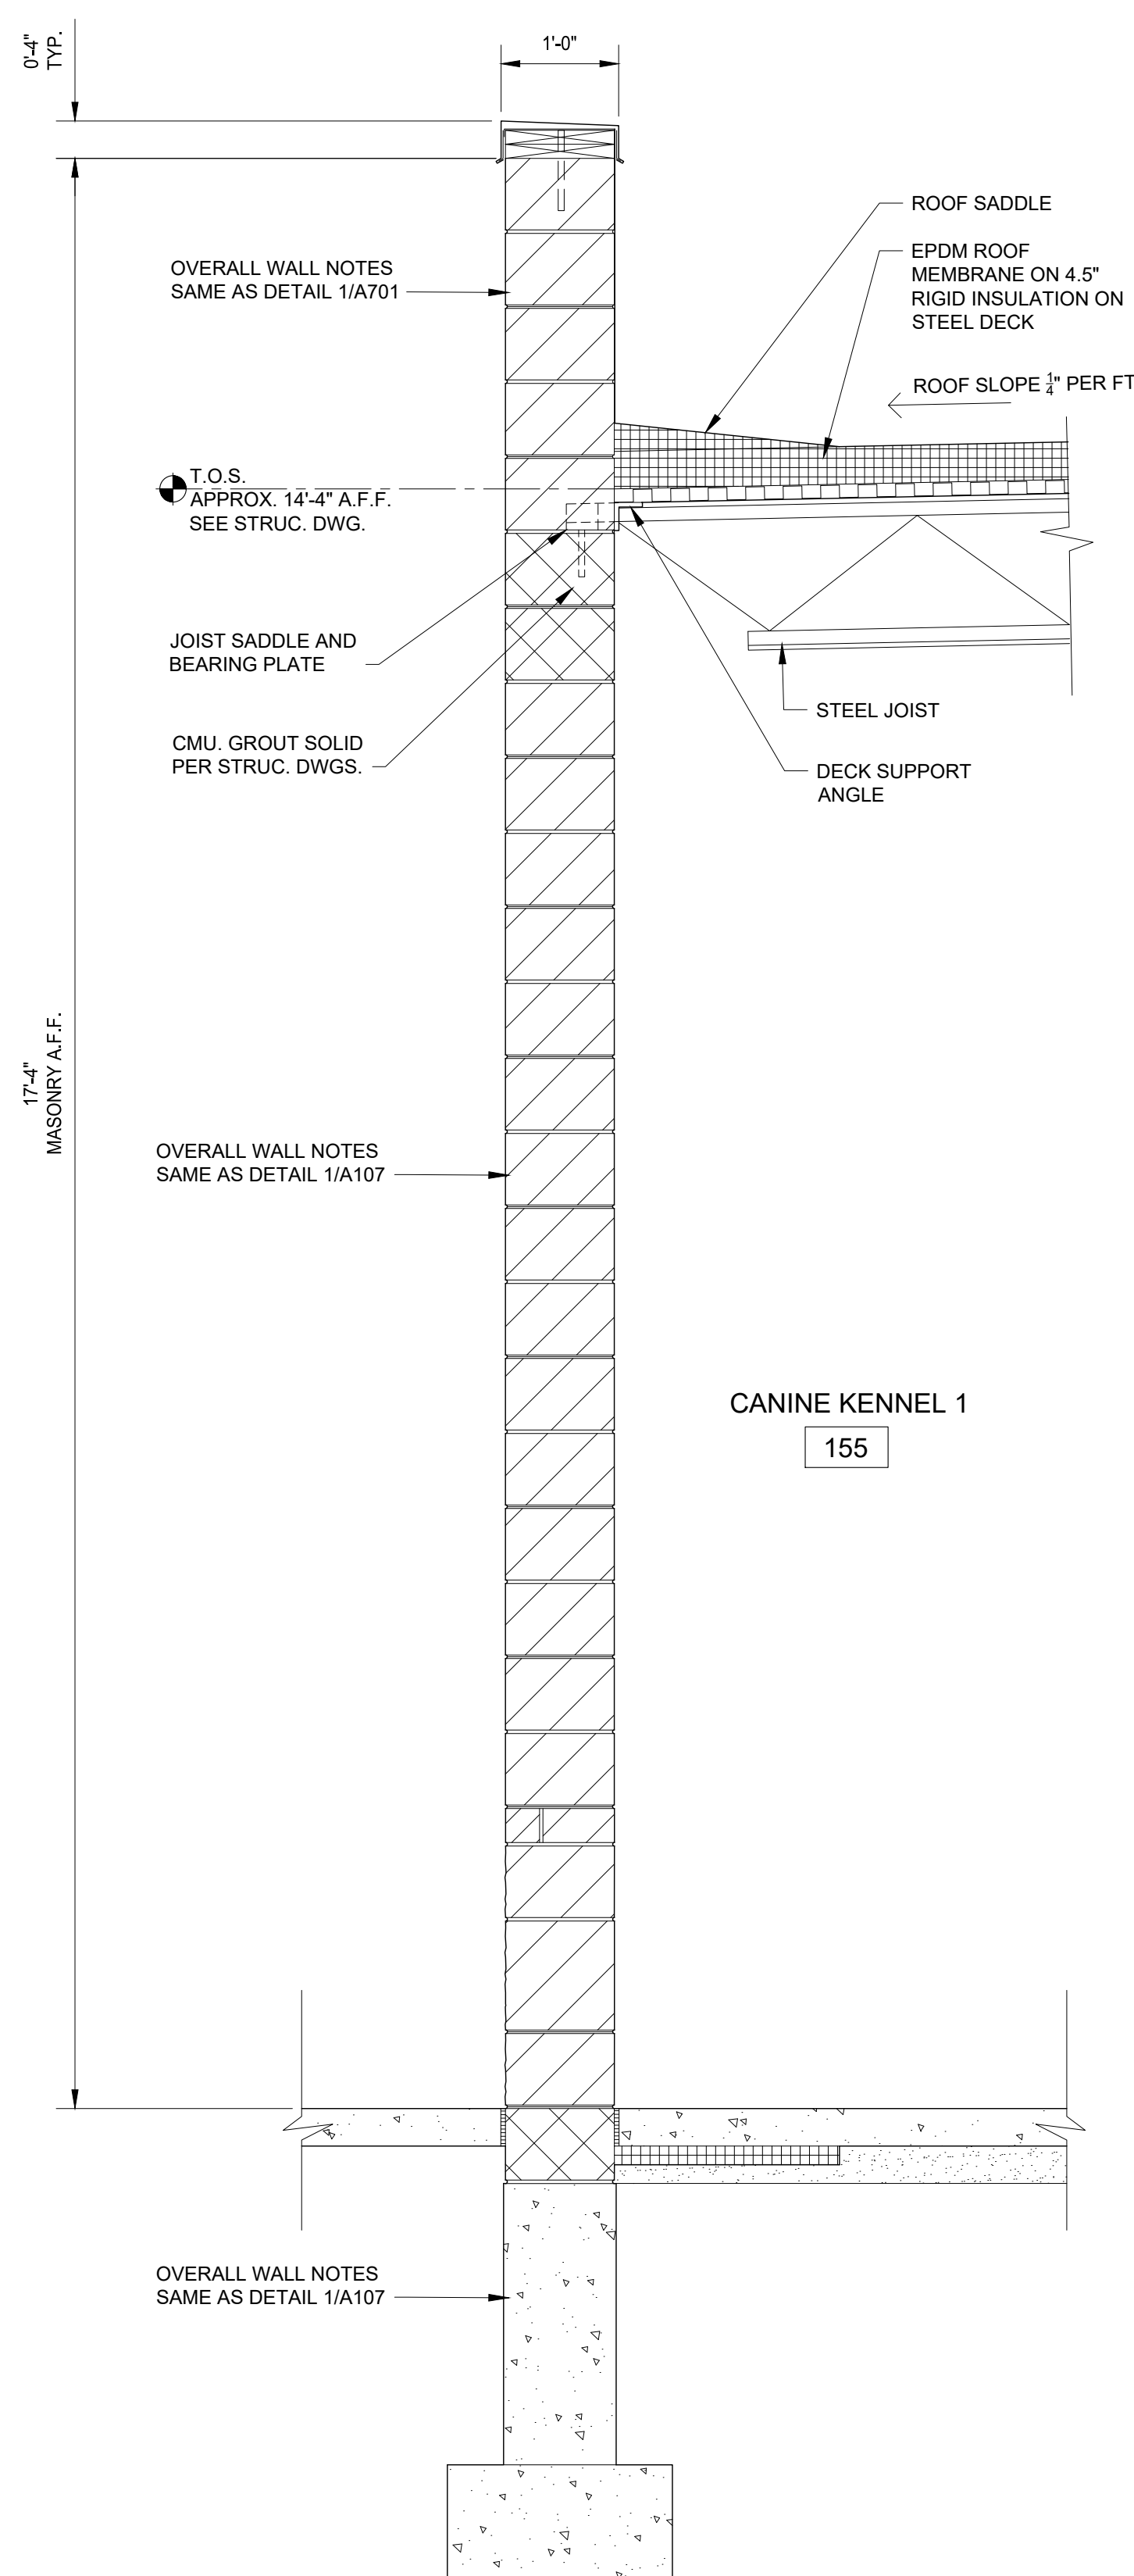 0'-4"
TYP.
1'-0"
ROOF SADDLE
EPDM ROOF
MEMBRANE ON 4.5"
RIGID INSULATION ON
STEEL DECK
OVERALL WALL NOTES
SAME AS DETAIL 1/A701
ROOF SLOPE 1/4" PER FT
T.O.S.
APPROX. 14'-4" A.F.F.
SEE STRUC. DWG.
JOIST SADDLE AND
BEARING PLATE
STEEL JOIST
CMU. GROUT SOLID
PER STRUC. DWGS.
DECK SUPPORT
ANGLE
17'-4"
MASONRY A.F.F.
OVERALL WALL NOTES
SAME AS DETAIL 1/A107
CANINE KENNEL 1
155
OVERALL WALL NOTES
SAME AS DETAIL 1/A107